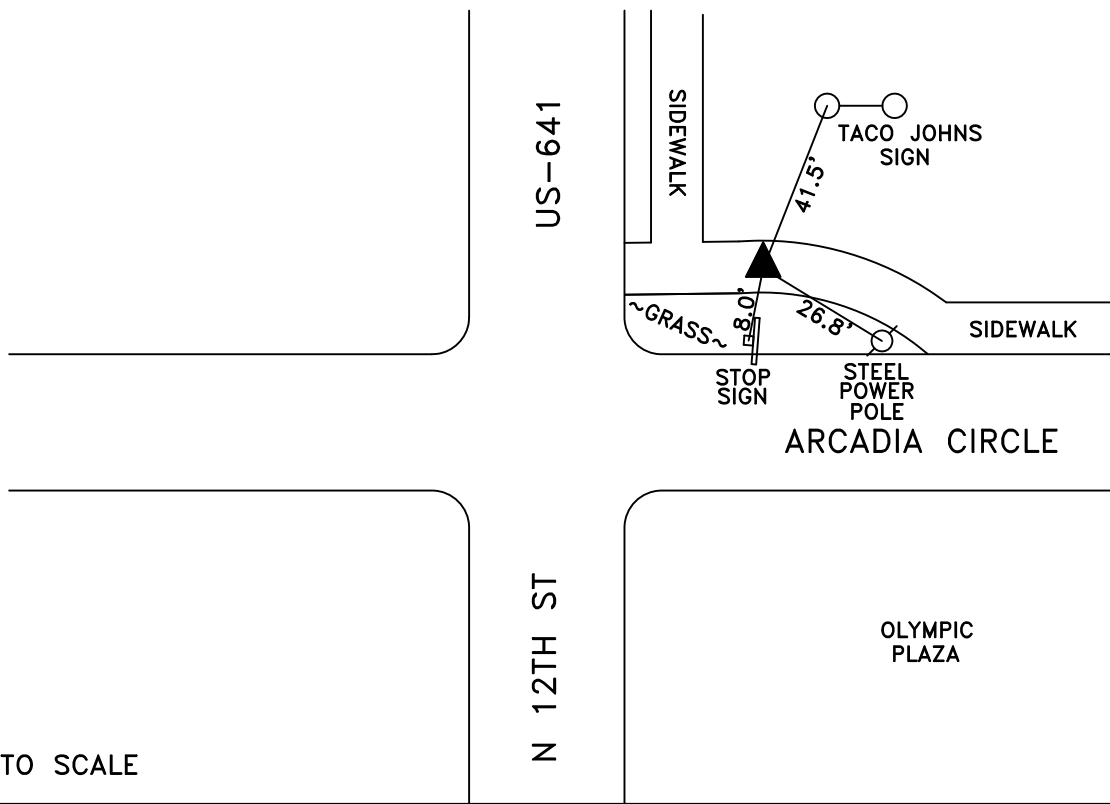 US-641
SIDEWALK
TACO JOHNS
SIGN
41.5'
~GRASS~
8.0'
26.8'
SIDEWALK
STOP
SIGN
STEEL
POWER
POLE
ARCADIA CIRCLE
N 12TH ST
OLYMPIC
PLAZA
TO SCALE